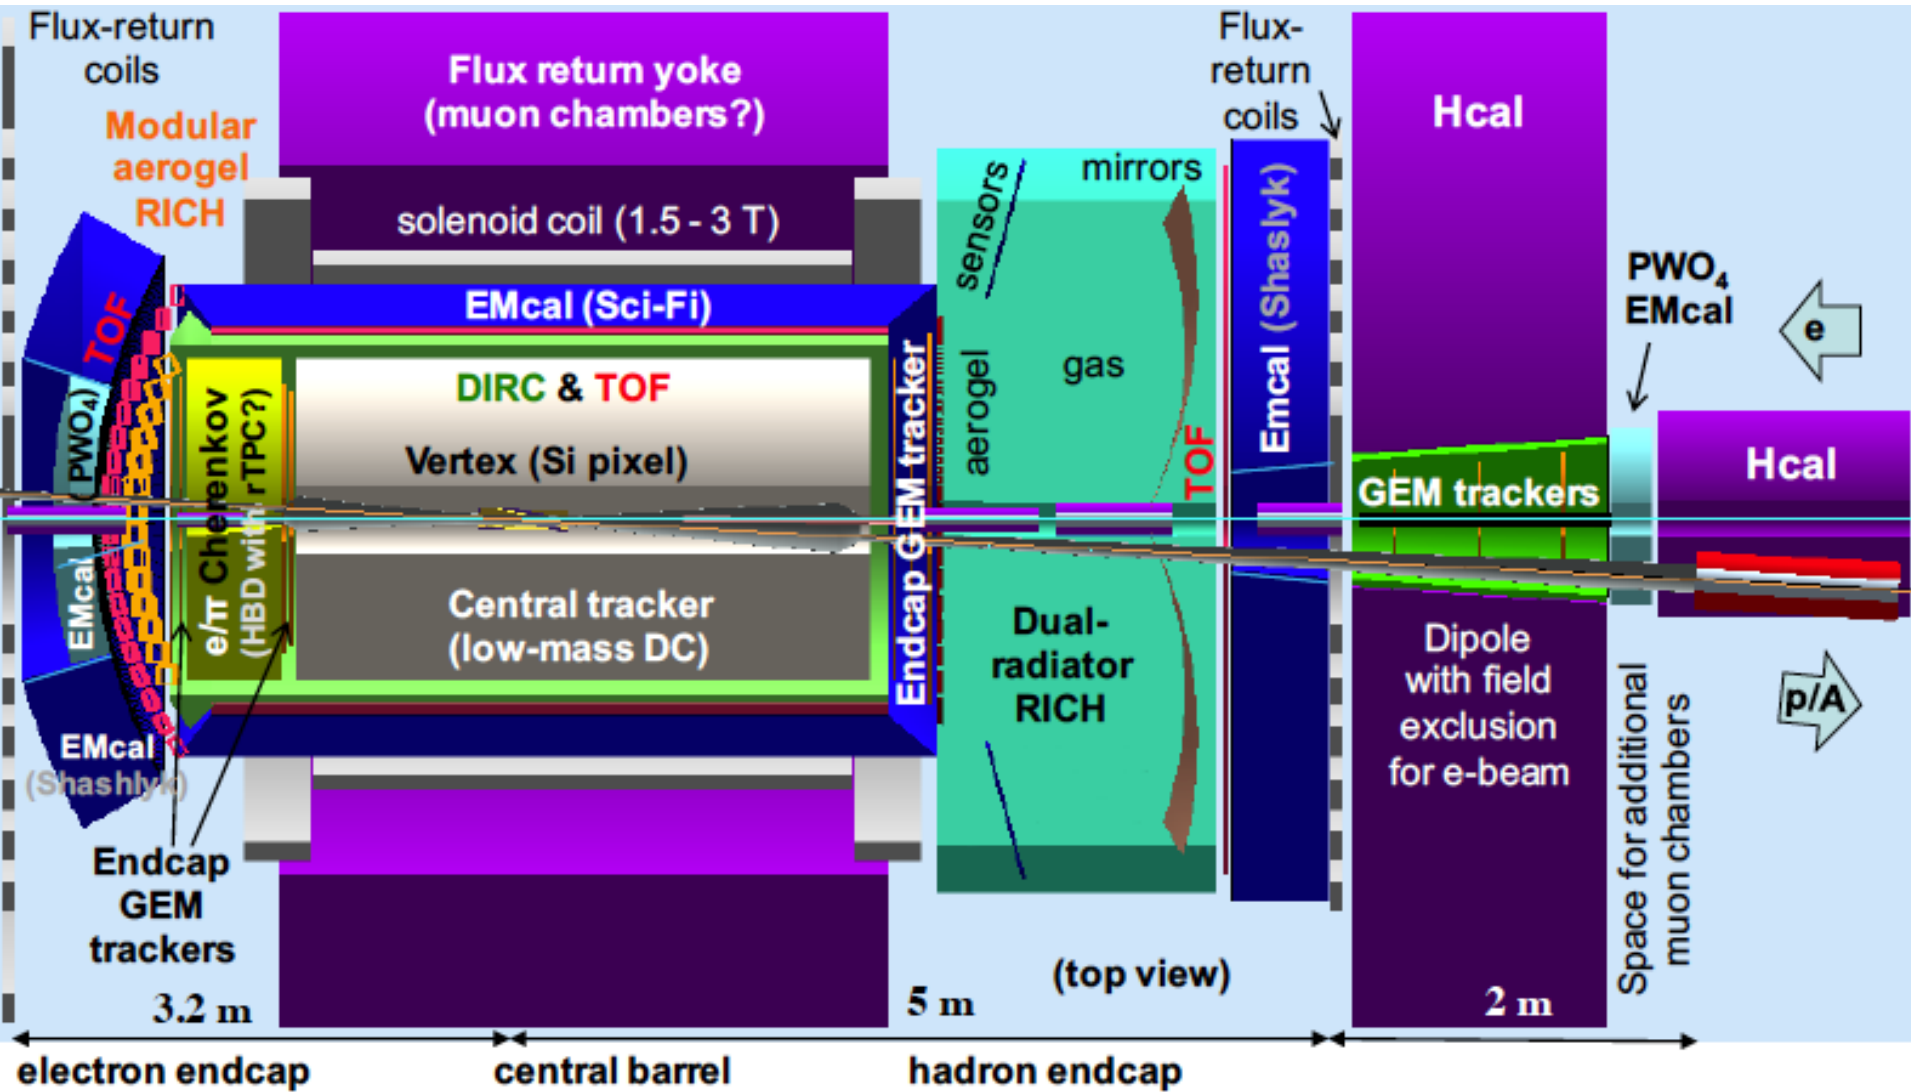 Flux-return
coils
Modular
aerogel
RICH
Flux return yoke
(muon chambers?)
solenoid coil (1.5 - 3 T)
EMcal (Sci-Fi)
TOF
(PWO₄)
EMcal
EMcal
(Shashlyk)
e/π Cherenkov
(HBD with rTPC?)
DIRC & TOF
Vertex (Si pixel)
Central tracker
(low-mass DC)
Endcap GEM tracker
Endcap
GEM
trackers
sensors
mirrors
aerogel
gas
TOF
Dual-
radiator
RICH
Flux-
return
coils
Emcal (Shaslyk)
Hcal
GEM trackers
Dipole
with field
exclusion
for e-beam
PWO₄
EMcal
e
Hcal
p/A
Space for additional
muon chambers
(top view)
3.2 m
5 m
2 m
electron endcap
central barrel
hadron endcap